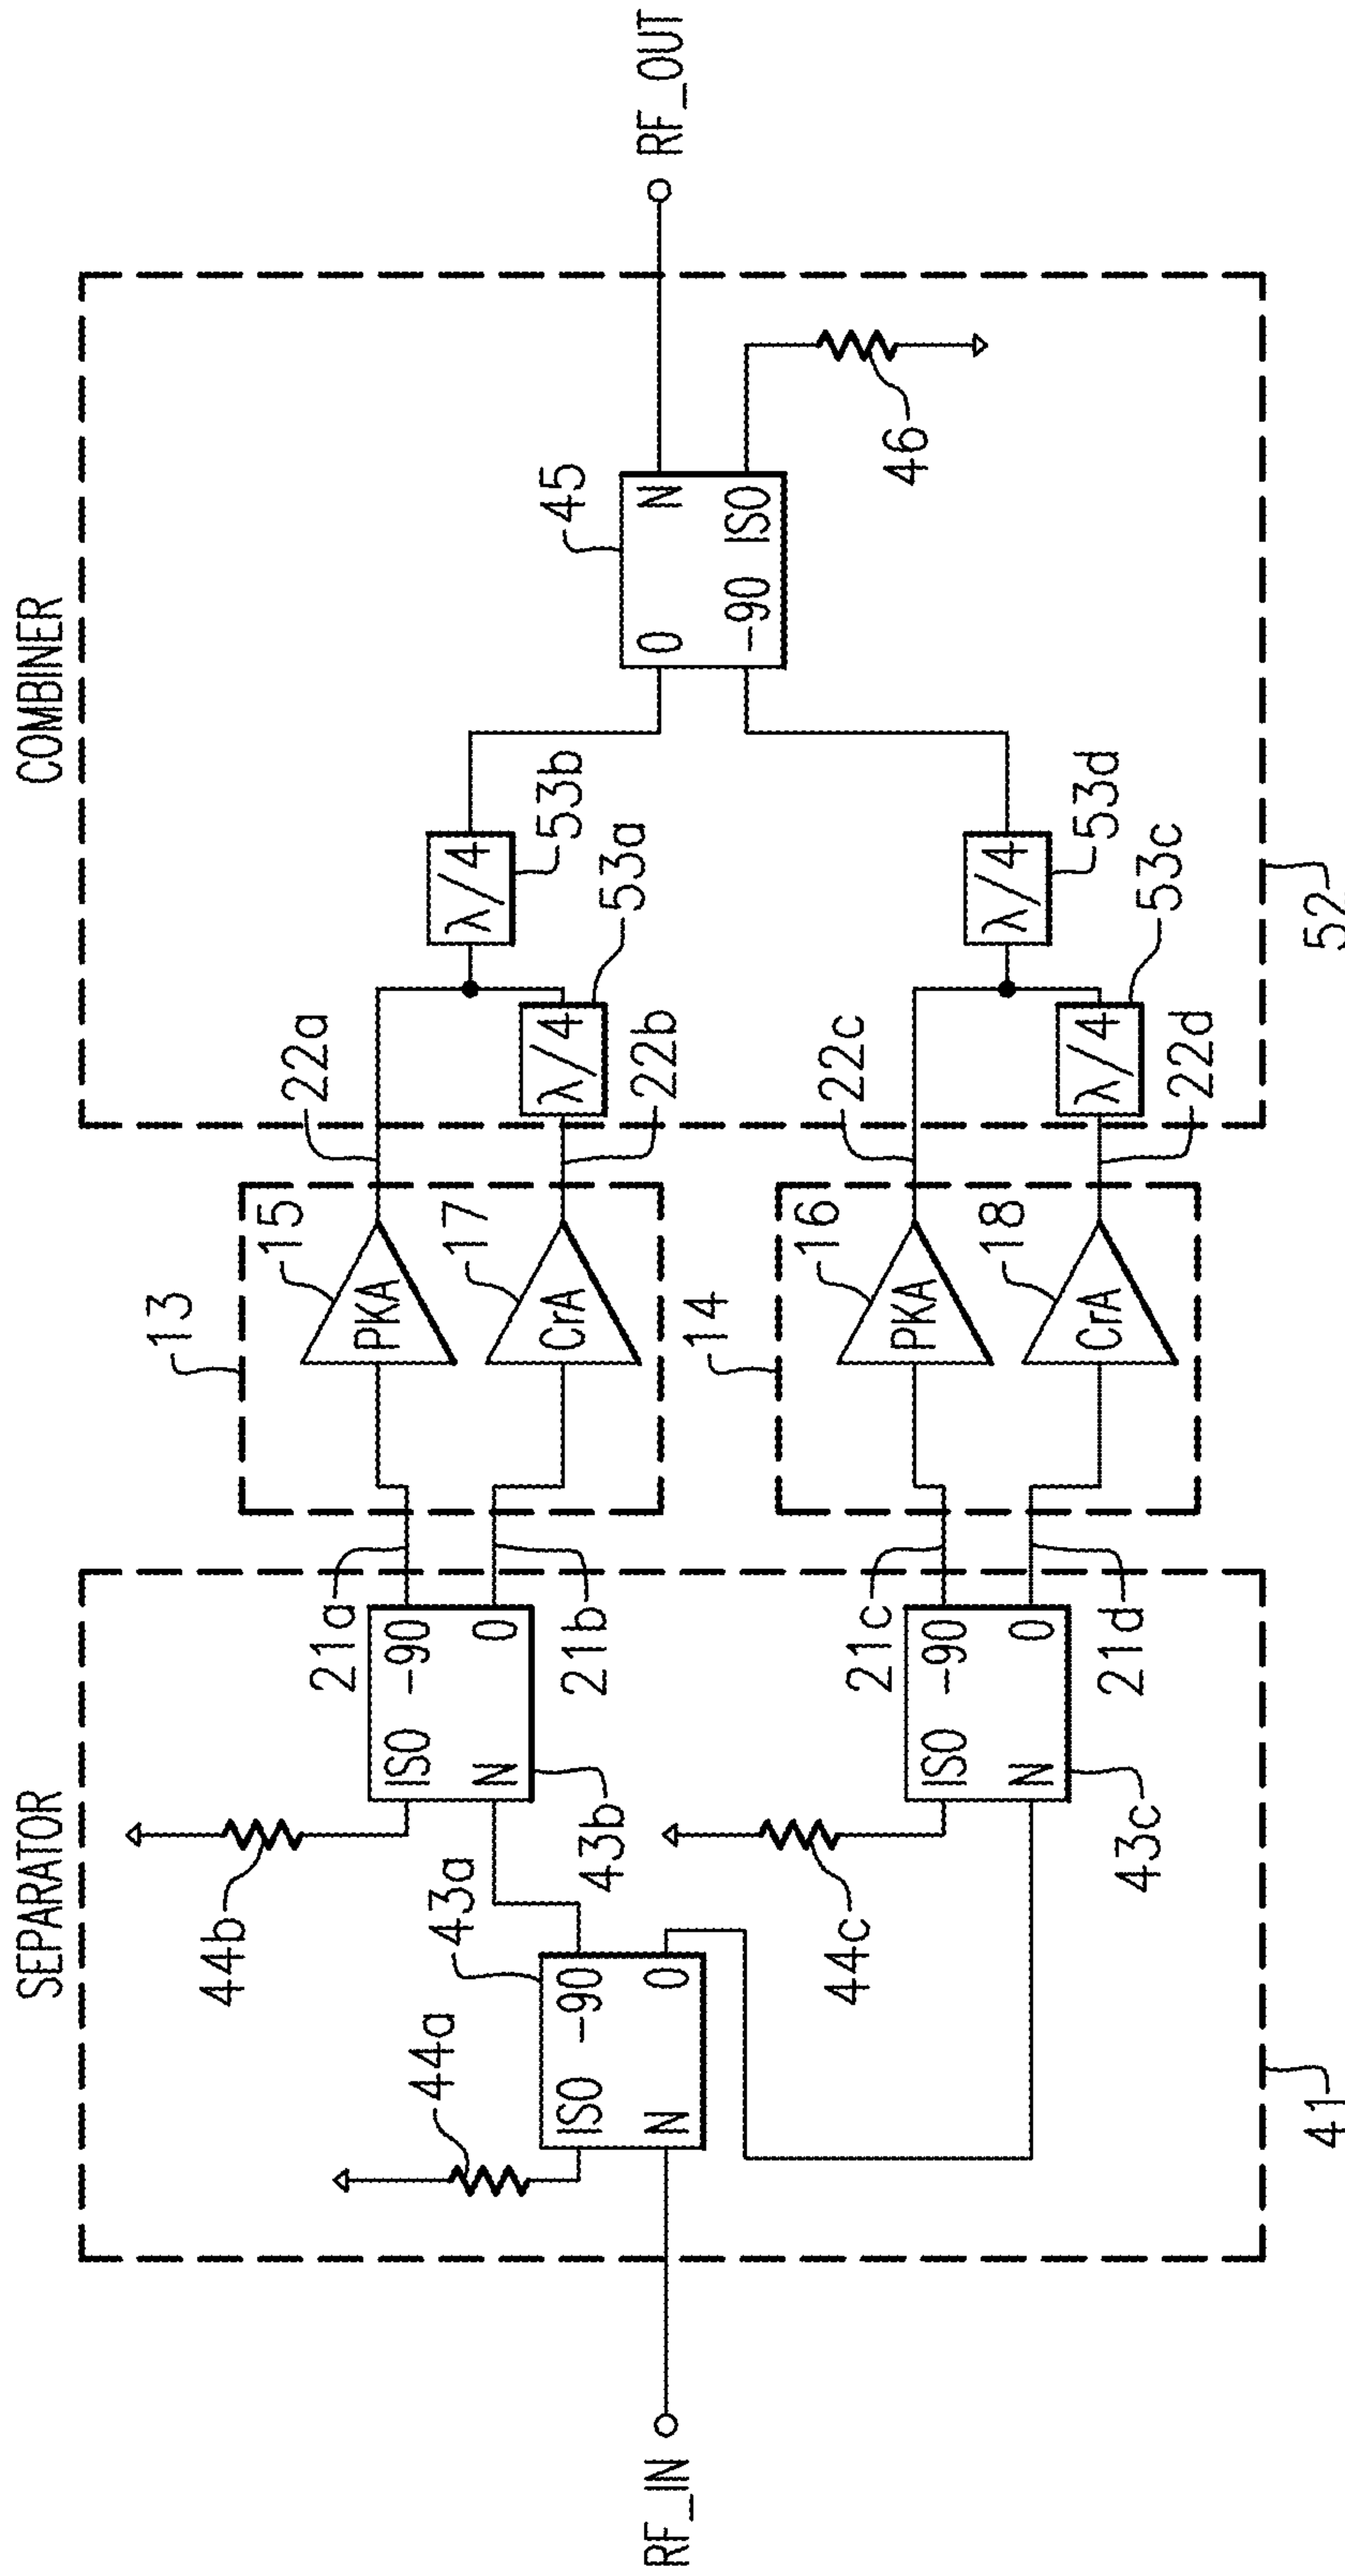 SEPARATOR
COMBINER
RF_IN
44a
ISO -90
N 0
43a
44b
ISO -90
N 0
43b
21a
21b
44c
ISO -90
N 0
43c
21c
21d
41
13
15
PKA
17
CrA
14
16
PKA
18
CrA
22a
22b
λ/4
53a
λ/4
53b
22c
22d
λ/4
53c
λ/4
53d
0 N
-90 ISO
45
46
52
RF_OUT